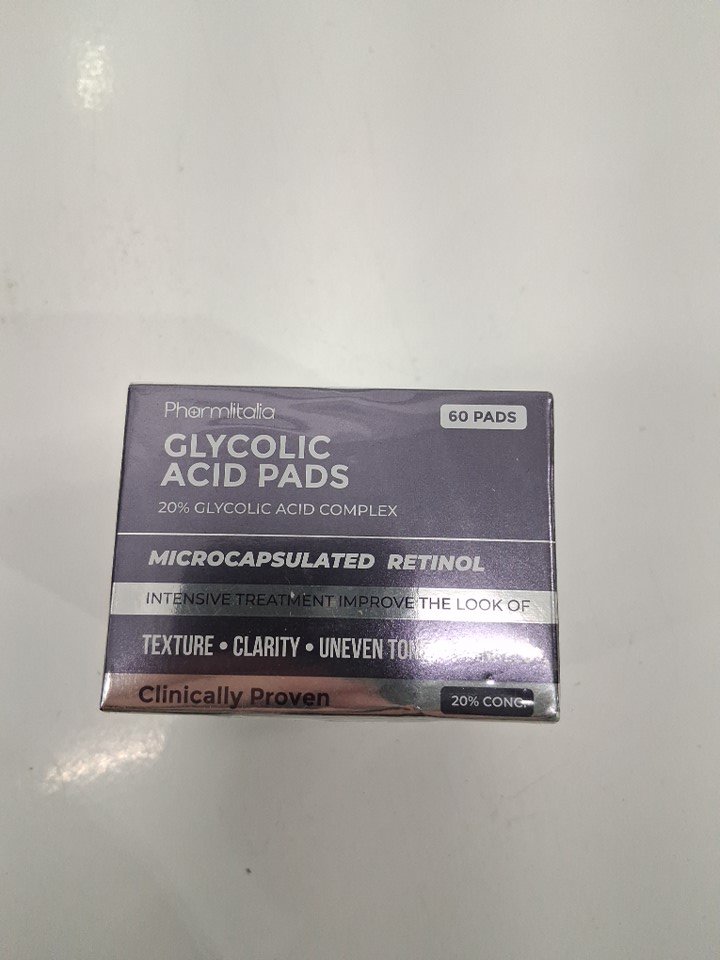 Pharmlitalia
60 PADS
GLYCOLIC
ACID PADS
20% GLYCOLIC ACID COMPLEX
MICROCAPSULATED RETINOL
INTENSIVE TREATMENT IMPROVE THE LOOK OF
TEXTURE • CLARITY • UNEVEN
Clinically Proven
20% CONC.